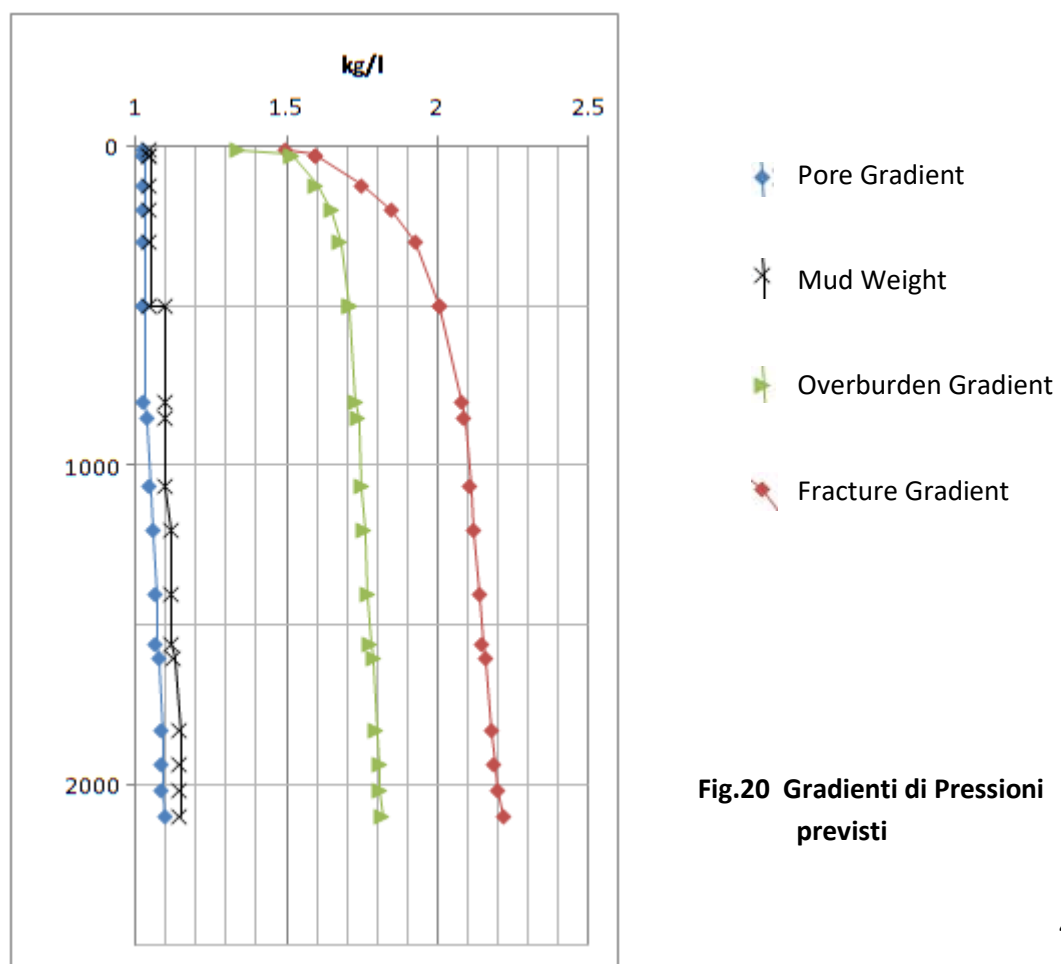 kg/l
1 1.5 2 2.5
0
1000
2000
Pore Gradient
Mud Weight
Overburden Gradient
Fracture Gradient
Fig.20 Gradienti di Pressioni
previsti